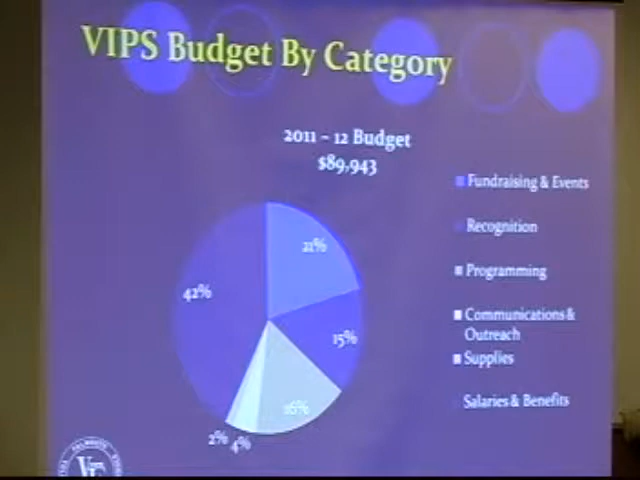 VIPS Budget By Category
2011 – 12 Budget
$89,943
Fundraising & Events
21%
Recognition
Programming
42%
Communications &
Outreach
15%
Supplies
Salaries & Benefits
16%
2%
4%